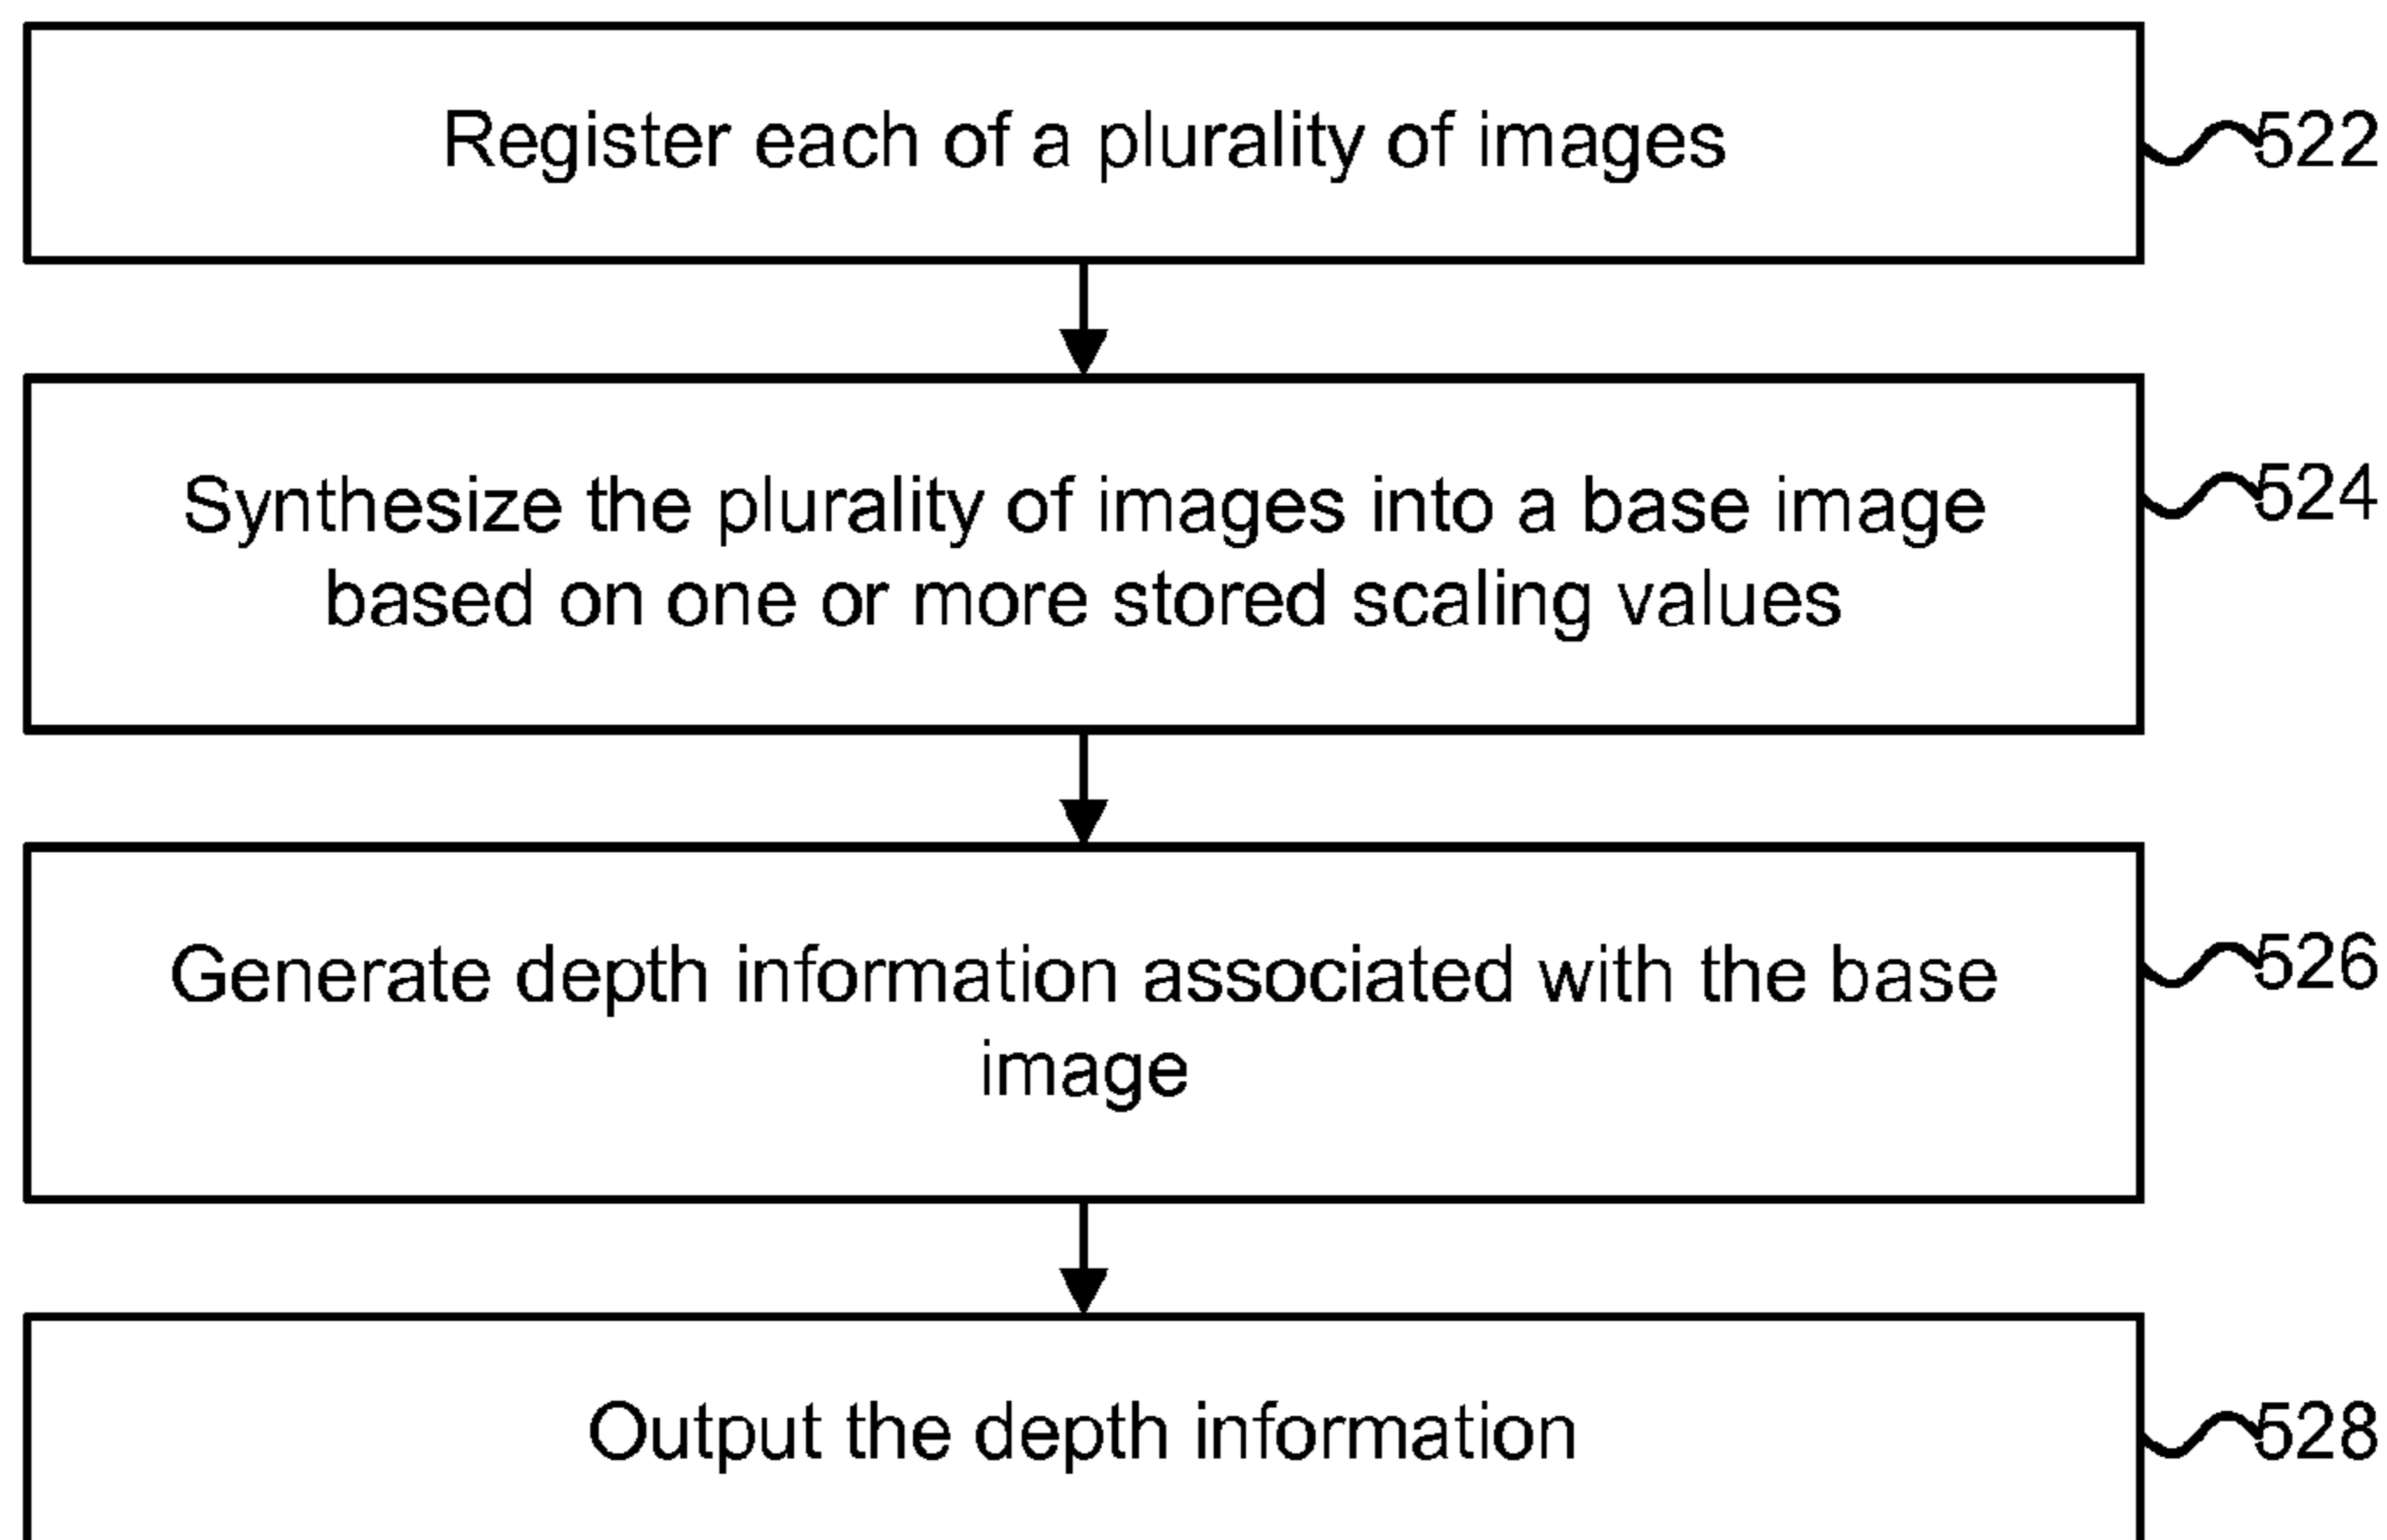 Register each of a plurality of images
522
Synthesize the plurality of images into a base image
based on one or more stored scaling values
524
Generate depth information associated with the base
image
526
Output the depth information
528